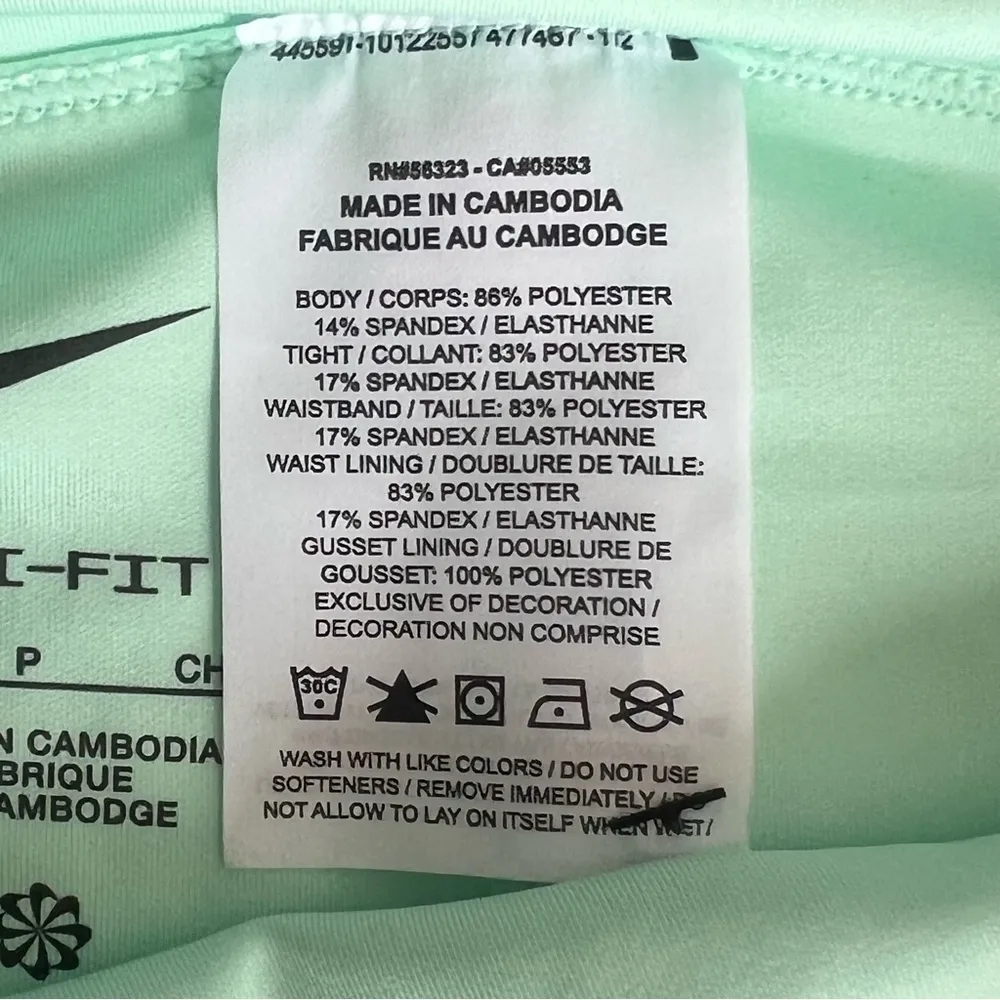 RN#56323 - CA#05553
MADE IN CAMBODIA
FABRIQUE AU CAMBODGE
BODY / CORPS: 86% POLYESTER
14% SPANDEX / ELASTHANNE
TIGHT / COLLANT: 83% POLYESTER
17% SPANDEX / ELASTHANNE
WAISTBAND / TAILLE: 83% POLYESTER
17% SPANDEX / ELASTHANNE
WAIST LINING / DOUBLURE DE TAILLE:
83% POLYESTER
17% SPANDEX / ELASTHANNE
GUSSET LINING / DOUBLURE DE
GOUSSET: 100% POLYESTER
EXCLUSIVE OF DECORATION /
DECORATION NON COMPRISE
30C
WASH WITH LIKE COLORS / DO NOT USE
SOFTENERS / REMOVE IMMEDIATELY / DO
NOT ALLOW TO LAY ON ITSELF WHEN WET /
I-FIT
P CH
N CAMBODIA
BRIQUE
AMBODGE